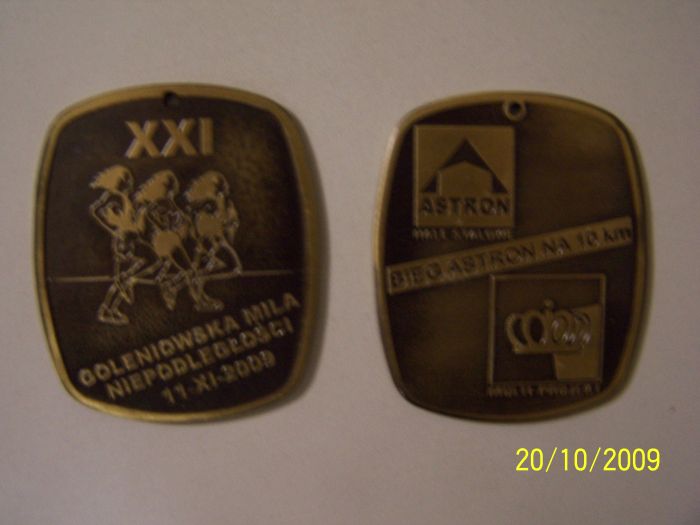 XXI
GOLENIOWSKA MILA
NIEPODLEGŁOŚCI
11-XI-2009
ASTRON
BIEG ASTRON NA 10 km
20/10/2009